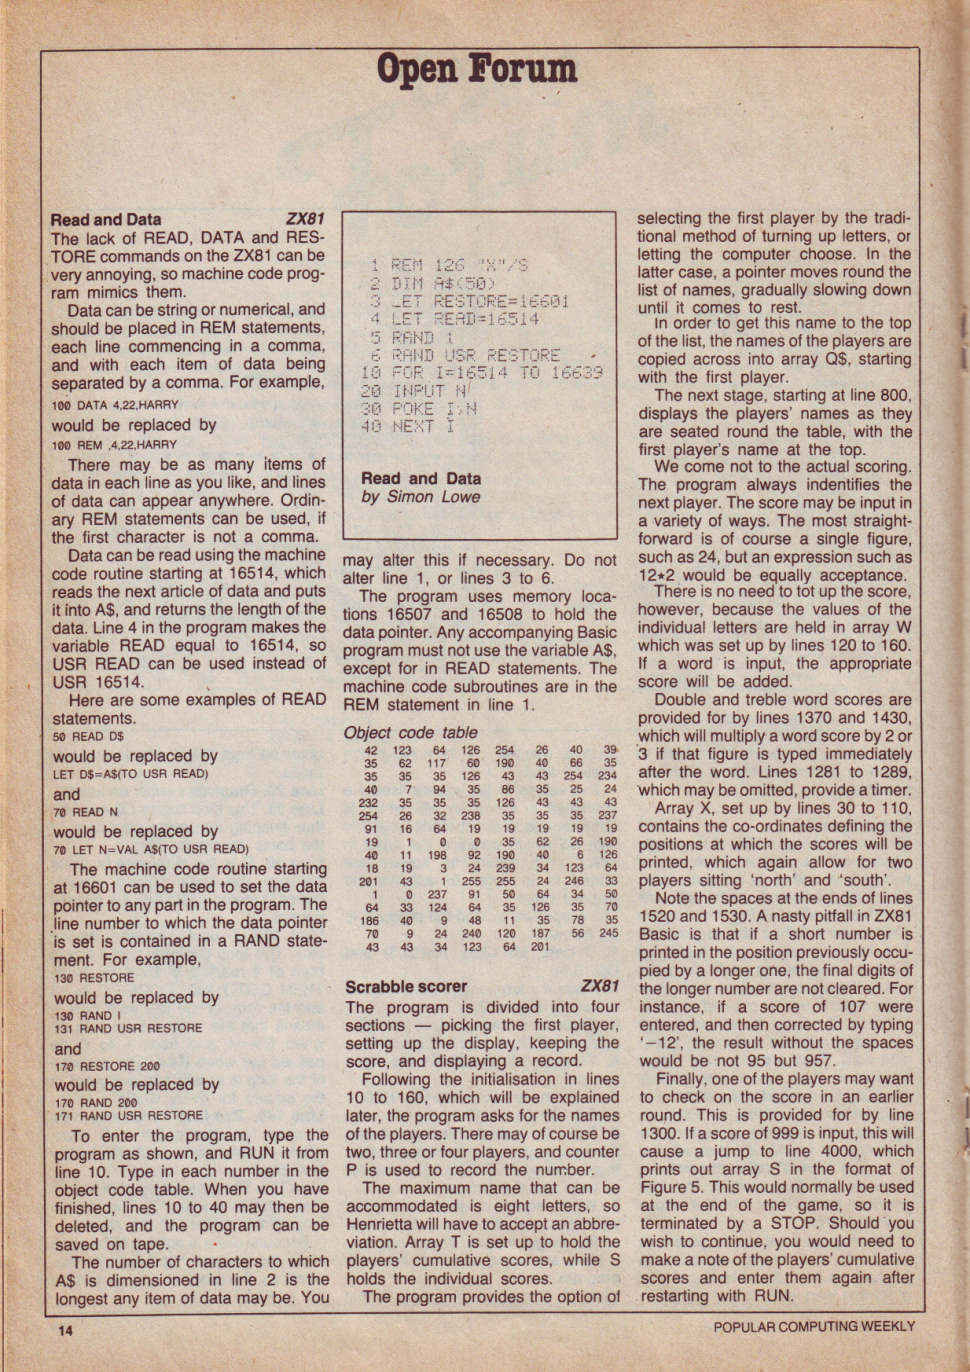 Open Forum
Read and Data ZX81
The lack of READ, DATA and RES-
TORE commands on the ZX81 can be
very annoying, so machine code prog-
ram mimics them.
Data can be string or numerical, and
should be placed in REM statements,
each line commencing in a comma,
and with each item of data being
separated by a comma. For example,
100 DATA 4,22,HARRY
would be replaced by
100 REM ,4,22,HARRY
There may be as many items of
data in each line as you like, and lines
of data can appear anywhere. Ordin-
ary REM statements can be used, if
the first character is not a comma.
Data can be read using the machine
code routine starting at 16514, which
reads the next article of data and puts
it into A$, and returns the length of the
data. Line 4 in the program makes the
variable READ equal to 16514, so
USR READ can be used instead of
USR 16514.
Here are some examples of READ
statements.
50 READ D$
would be replaced by
LET D$=A$(TO USR READ)
and
70 READ N
would be replaced by
70 LET N=VAL A$(TO USR READ)
The machine code routine starting
at 16601 can be used to set the data
pointer to any part in the program. The
line number to which the data pointer
is set is contained in a RAND state-
ment. For example,
130 RESTORE
would be replaced by
130 RAND I
131 RAND USR RESTORE
and
170 RESTORE 200
would be replaced by
170 RAND 200
171 RAND USR RESTORE
To enter the program, type the
program as shown, and RUN it from
line 10. Type in each number in the
object code table. When you have
finished, lines 10 to 40 may then be
deleted, and the program can be
saved on tape.
The number of characters to which
A$ is dimensioned in line 2 is the
longest any item of data may be. You
1 REM 126 "X"/S
2 DIM A$(50)
3 LET RESTORE=16601
4 LET READ=16514
5 RAND 1
6 RAND USR RESTORE
10 FOR I=16514 TO 16639
20 INPUT N
30 POKE I,N
40 NEXT I
Read and Data
by Simon Lowe
may alter this if necessary. Do not
alter line 1, or lines 3 to 6.
The program uses memory loca-
tions 16507 and 16508 to hold the
data pointer. Any accompanying Basic
program must not use the variable A$,
except for in READ statements. The
machine code subroutines are in the
REM statement in line 1.
Object code table
42 123 64 126 254 26 40 39
35 62 117 60 190 40 66 35
35 35 35 126 43 43 254 234
40 7 94 35 86 35 25 24
232 35 35 35 126 43 43 43
254 26 32 238 35 35 35 237
91 16 64 19 19 19 19 19
19 1 0 0 35 62 26 190
40 11 198 92 190 40 6 126
18 19 3 24 239 34 123 64
201 43 1 255 255 24 246 33
1 0 237 91 50 64 34 50
64 33 124 64 35 126 35 70
186 40 9 48 11 35 78 35
70 9 24 240 120 187 56 245
43 43 34 123 64 201
Scrabble scorer ZX81
The program is divided into four
sections — picking the first player,
setting up the display, keeping the
score, and displaying a record.
Following the initialisation in lines
10 to 160, which will be explained
later, the program asks for the names
of the players. There may of course be
two, three or four players, and counter
P is used to record the number.
The maximum name that can be
accommodated is eight letters, so
Henrietta will have to accept an abbre-
viation. Array T is set up to hold the
players' cumulative scores, while S
holds the individual scores.
The program provides the option of
selecting the first player by the tradi-
tional method of turning up letters, or
letting the computer choose. In the
latter case, a pointer moves round the
list of names, gradually slowing down
until it comes to rest.
In order to get this name to the top
of the list, the names of the players are
copied across into array Q$, starting
with the first player.
The next stage, starting at line 800,
displays the players' names as they
are seated round the table, with the
first player's name at the top.
We come not to the actual scoring.
The program always indentifies the
next player. The score may be input in
a variety of ways. The most straight-
forward is of course a single figure,
such as 24, but an expression such as
12*2 would be equally acceptance.
There is no need to tot up the score,
however, because the values of the
individual letters are held in array W
which was set up by lines 120 to 160.
If a word is input, the appropriate
score will be added.
Double and treble word scores are
provided for by lines 1370 and 1430,
which will multiply a word score by 2 or
3 if that figure is typed immediately
after the word. Lines 1281 to 1289,
which may be omitted, provide a timer.
Array X, set up by lines 30 to 110,
contains the co-ordinates defining the
positions at which the scores will be
printed, which again allow for two
players sitting 'north' and 'south'.
Note the spaces at the ends of lines
1520 and 1530. A nasty pitfall in ZX81
Basic is that if a short number is
printed in the position previously occu-
pied by a longer one, the final digits of
the longer number are not cleared. For
instance, if a score of 107 were
entered, and then corrected by typing
'−12', the result without the spaces
would be not 95 but 957.
Finally, one of the players may want
to check on the score in an earlier
round. This is provided for by line
1300. If a score of 999 is input, this will
cause a jump to line 4000, which
prints out array S in the format of
Figure 5. This would normally be used
at the end of the game, so it is
terminated by a STOP. Should you
wish to continue, you would need to
make a note of the players' cumulative
scores and enter them again after
restarting with RUN.
14
POPULAR COMPUTING WEEKLY